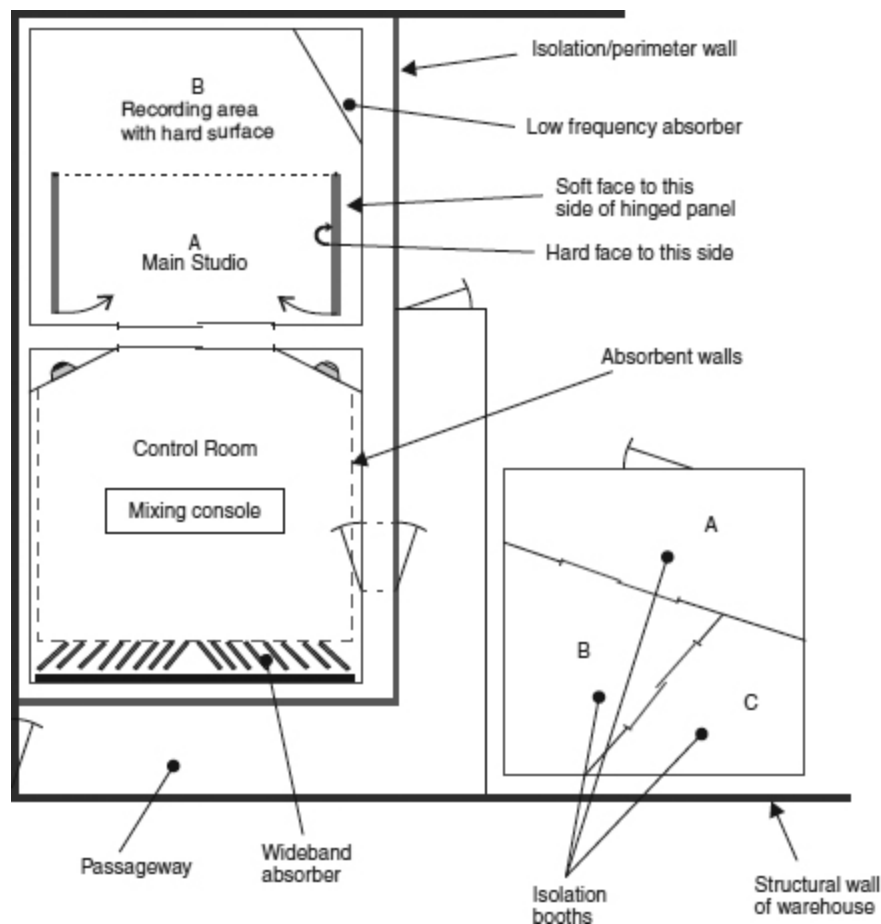 Isolation/perimeter wall
B
Recording area
with hard surface
Low frequency absorber
Soft face to this
side of hinged panel
A
Main Studio
Hard face to this side
Absorbent walls
Control Room
Mixing console
A
B
C
Passageway
Wideband
absorber
Isolation
booths
Structural wall
of warehouse